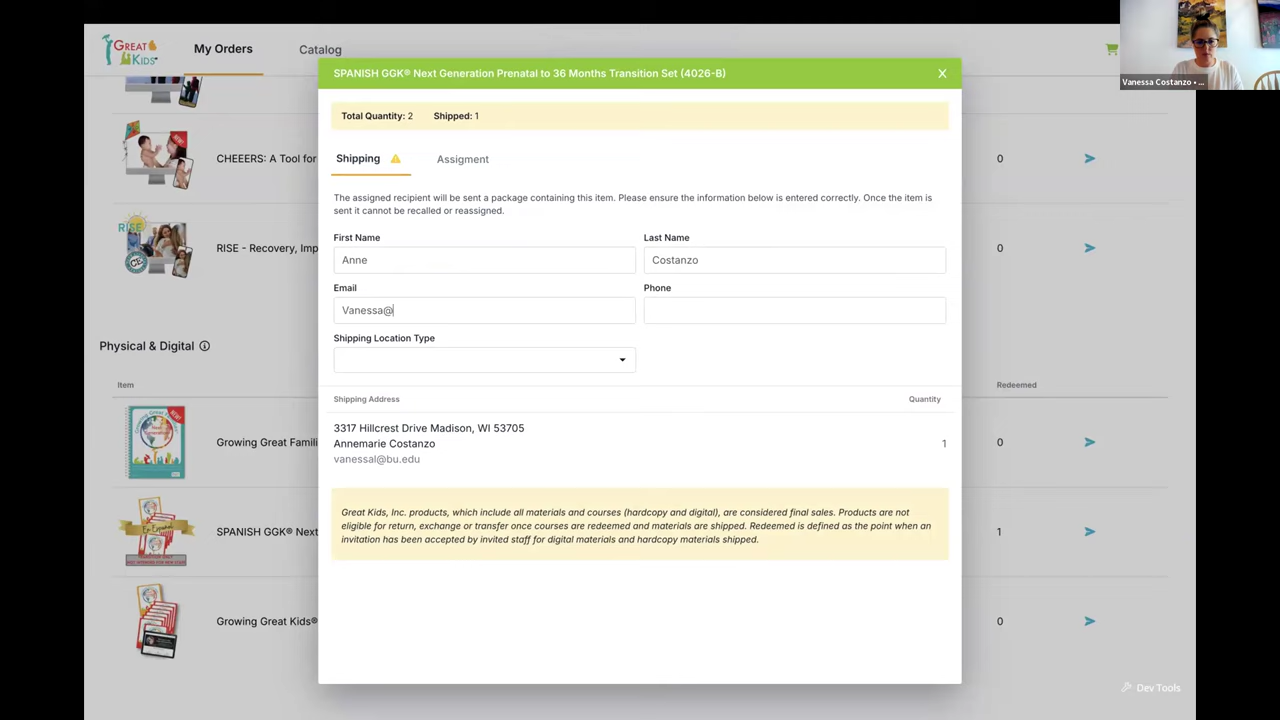 GREAT
KIDS
My Orders
Catalog
Vanessa Costanzo • ...
SPANISH GGK® Next Generation Prenatal to 36 Months Transition Set (4026-B)
Total Quantity: 2 Shipped: 1
Shipping
Assigment
The assigned recipient will be sent a package containing this item. Please ensure the information below is entered correctly. Once the item is
sent it cannot be recalled or reassigned.
First Name
Last Name
Anne
Costanzo
Email
Phone
Vanessa@
Shipping Location Type
Shipping Address
Quantity
3317 Hillcrest Drive Madison, WI 53705
Annemarie Costanzo
1
vanessal@bu.edu
Great Kids, Inc. products, which include all materials and courses (hardcopy and digital), are considered final sales. Products are not
eligible for return, exchange or transfer once courses are redeemed and materials are shipped. Redeemed is defined as the point when an
invitation has been accepted by invited staff for digital materials and hardcopy materials shipped.
CHEEERS: A Tool for
0
RISE
RISE - Recovery, Imp
0
Physical & Digital
Item
Redeemed
Growing Great Famili
0
En Español
SPANISH GGK® Next
1
Growing Great Kids®
0
Dev Tools